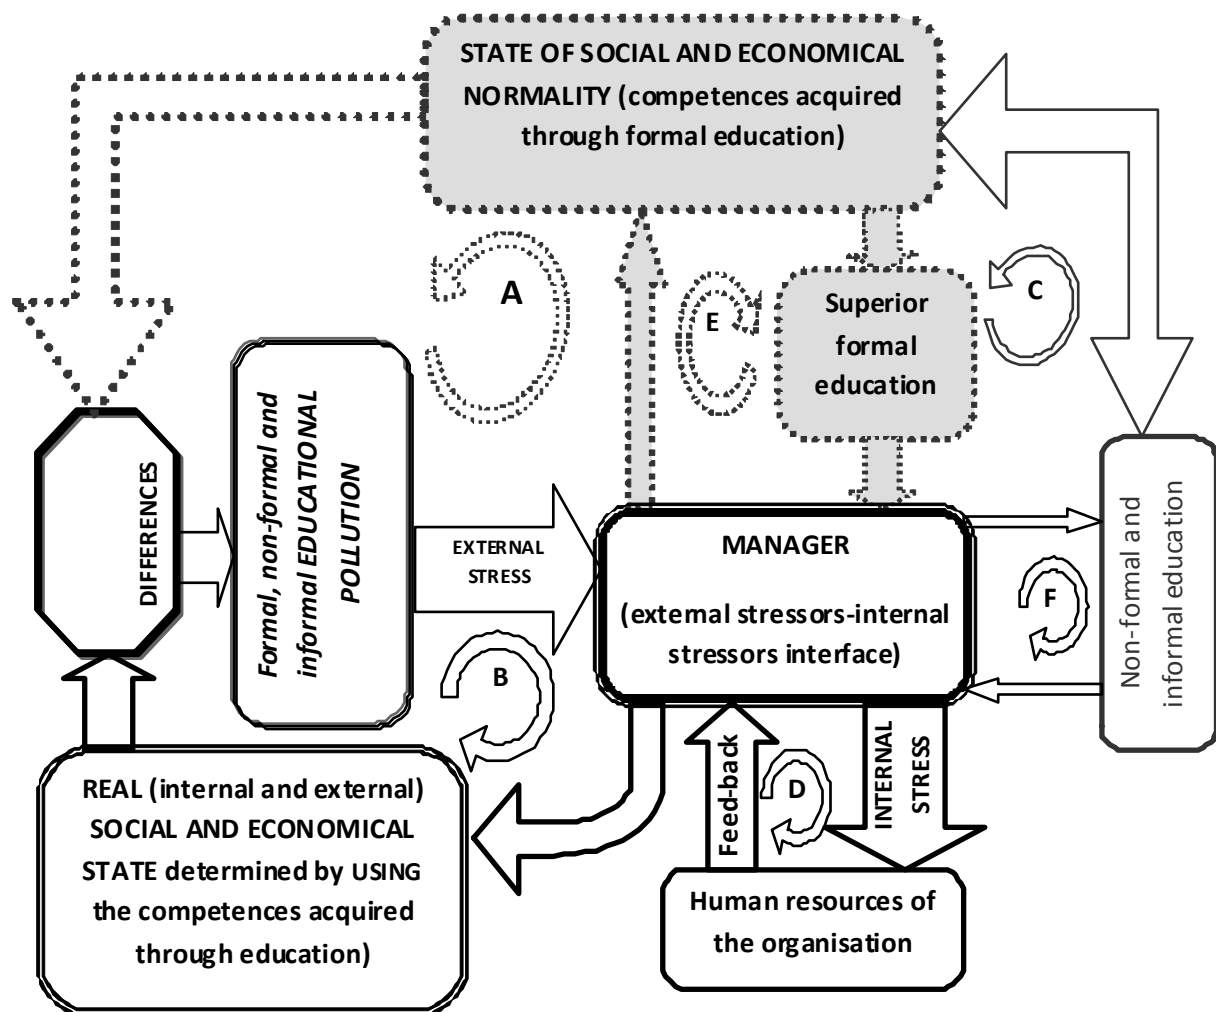 STATE OF SOCIAL AND ECONOMICAL
NORMALITY (competences acquired
through formal education)
A
E
C
Superior
formal
education
DIFFERENCES
Formal, non-formal and
informal EDUCATIONAL
POLLUTION
EXTERNAL
STRESS
MANAGER
(external stressors-internal
stressors interface)
F
Non-formal and
informal education
B
REAL (internal and external)
SOCIAL AND ECONOMICAL
STATE determined by USING
the competences acquired
through education)
Feed-back
D
INTERNAL
STRESS
Human resources of
the organisation